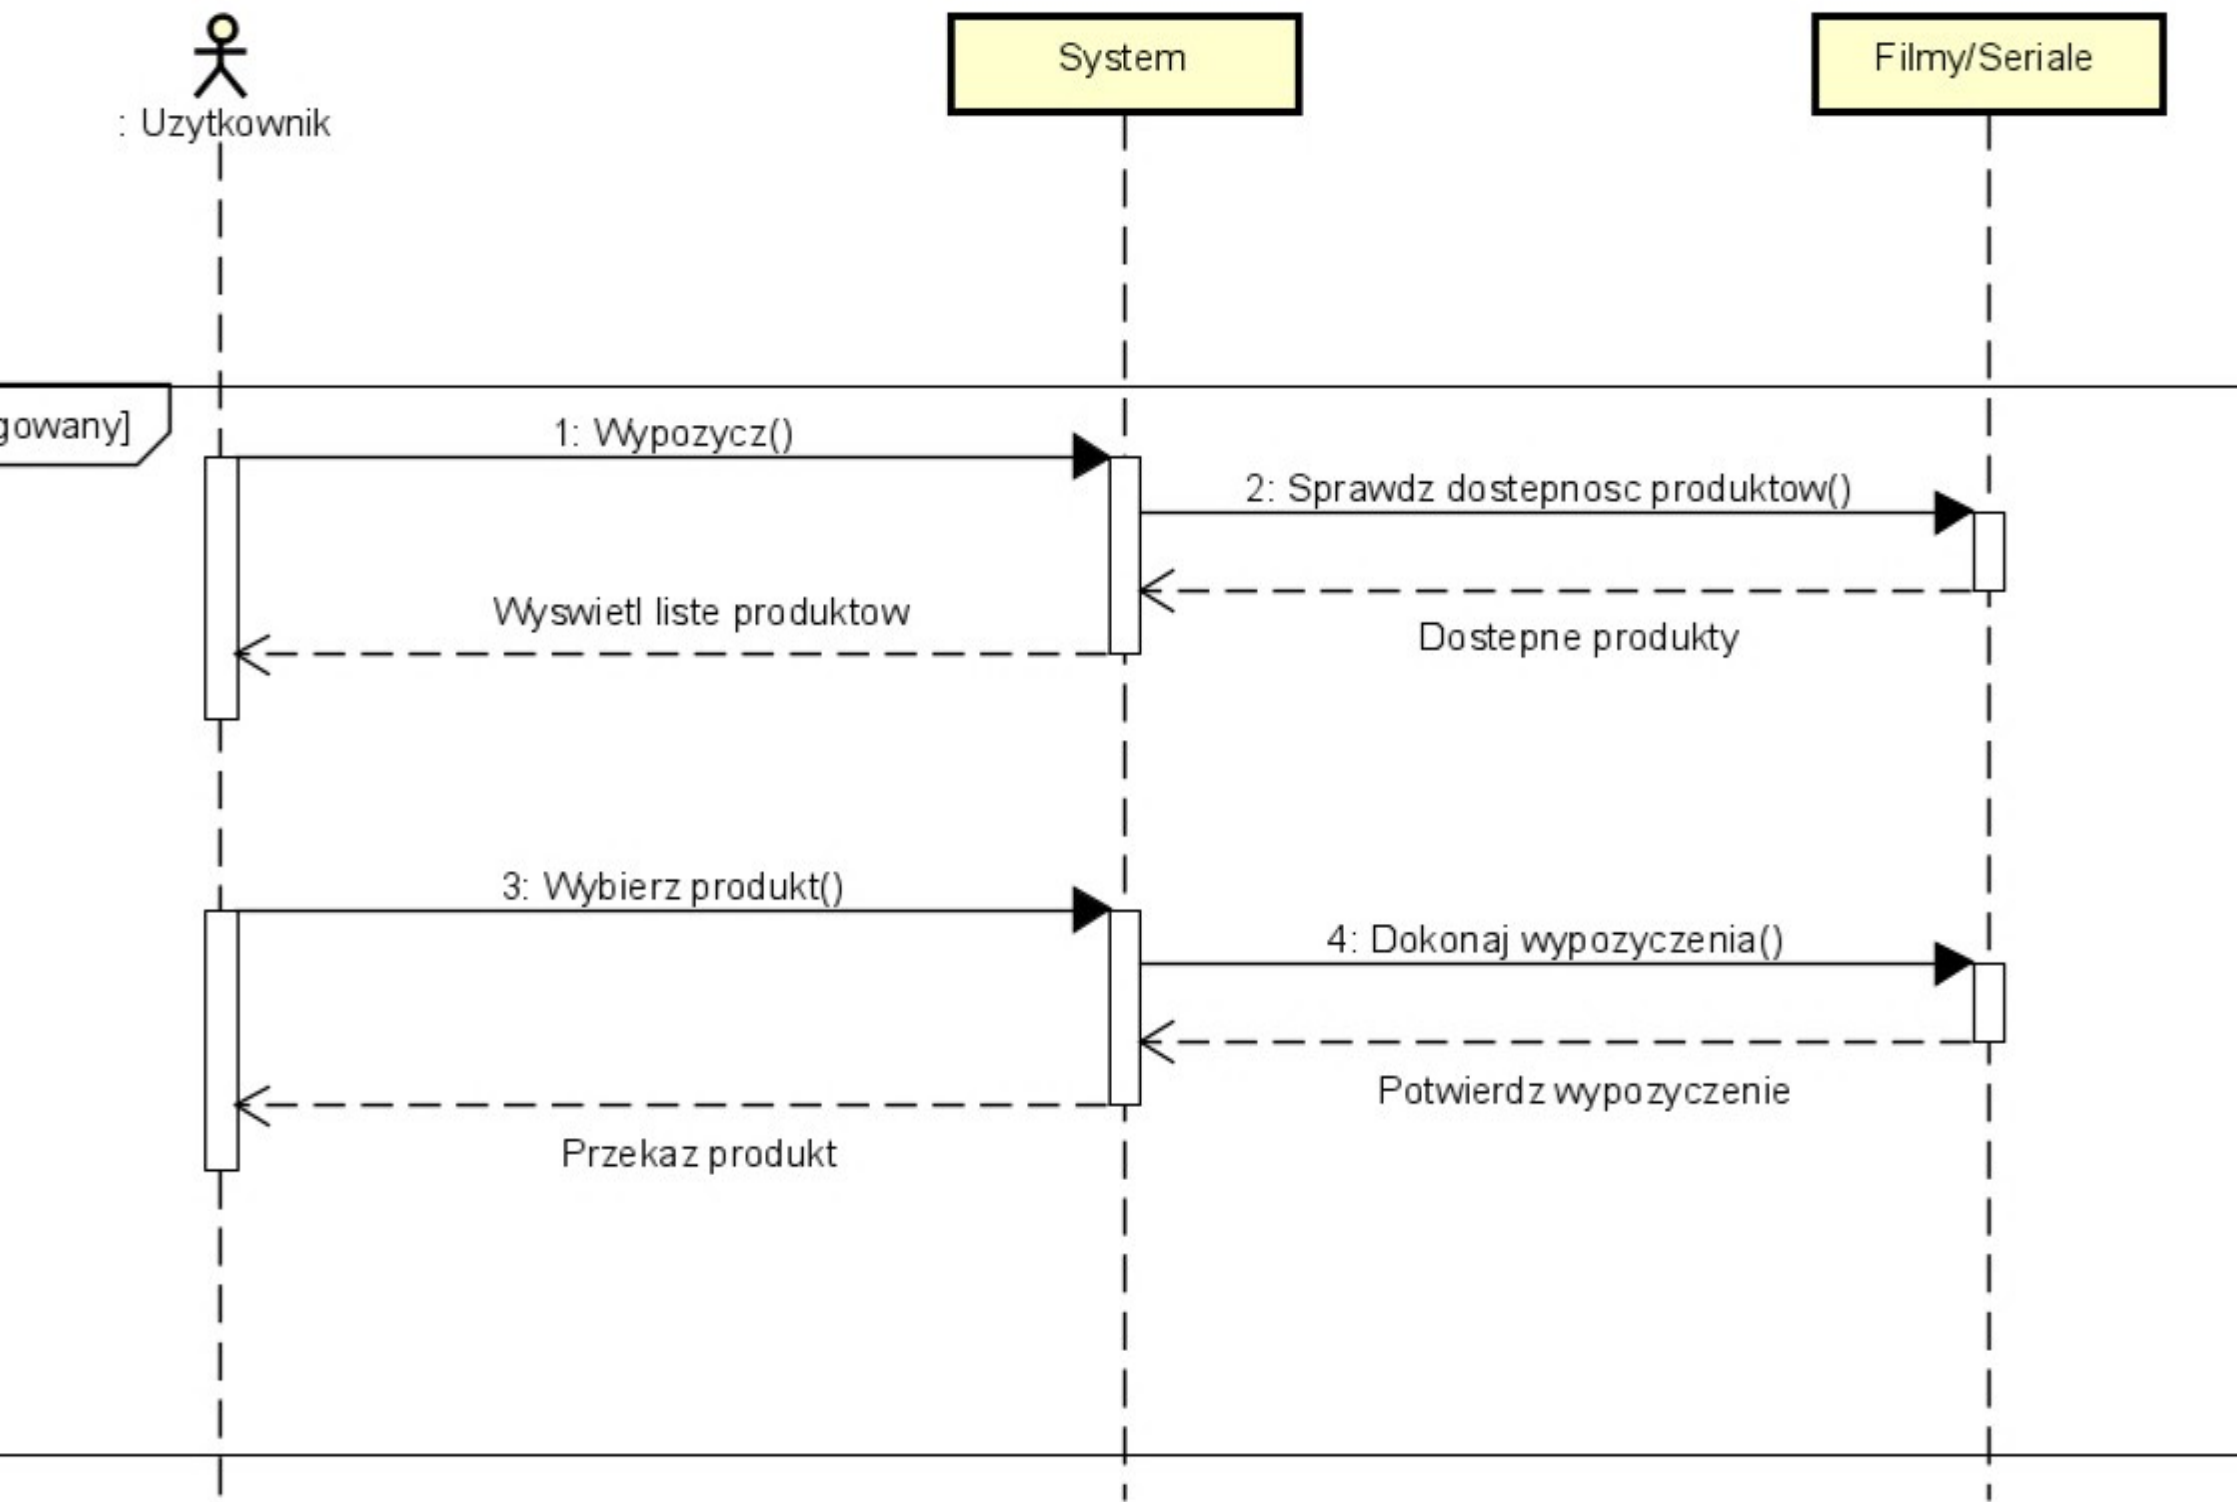 : Uzytkownik
System
Filmy/Seriale
gowany]
1: Wypozycz()
2: Sprawdz dostepnosc produktow()
Wyswietl liste produktow
Dostepne produkty
3: Wybierz produkt()
4: Dokonaj wypozyczenia()
Potwierdz wypozyczenie
Przekaz produkt